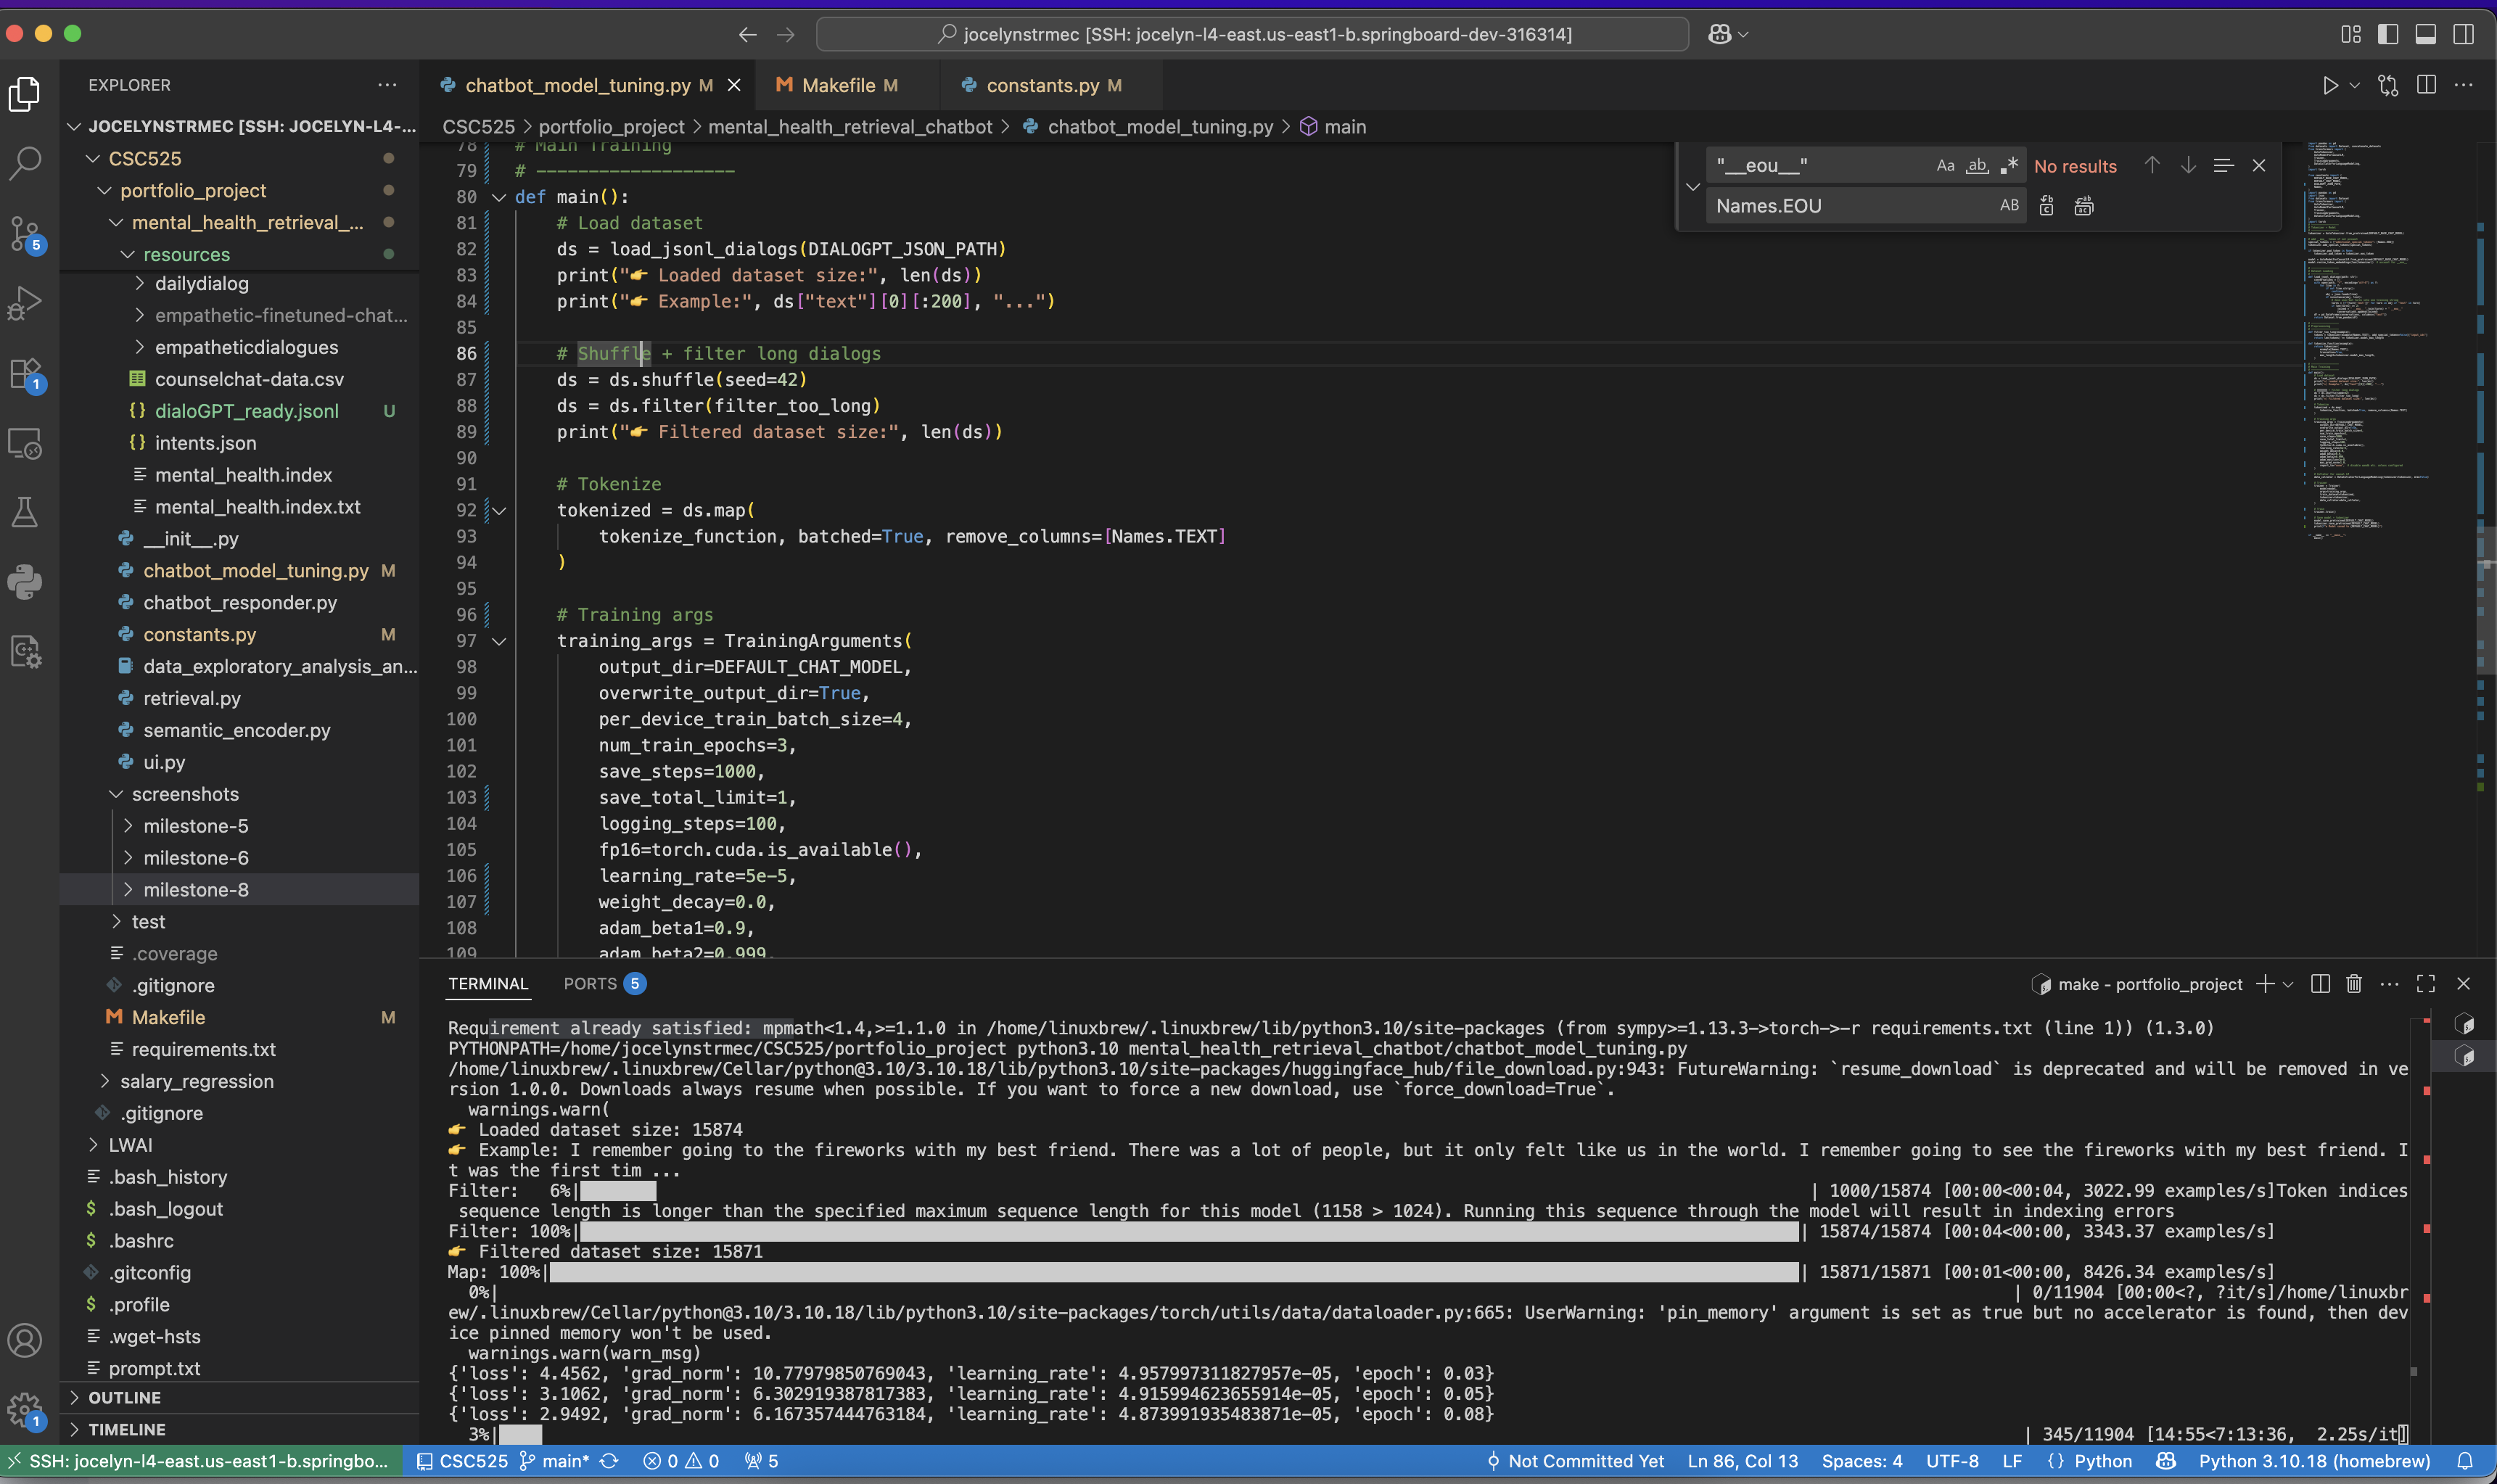 jocelynstrmec [SSH: jocelyn-l4-east.us-east1-b.springboard-dev-316314]
EXPLORER
JOCELYNSTRMEC [SSH: JOCELYN-L4-...
CSC525
portfolio_project
mental_health_retrieval_...
resources
dailydialog
empathetic-finetuned-chat...
empatheticdialogues
counselchat-data.csv
dialoGPT_ready.jsonl U
intents.json
mental_health.index
mental_health.index.txt
__init__.py
chatbot_model_tuning.py M
chatbot_responder.py
constants.py M
data_exploratory_analysis_an...
retrieval.py
semantic_encoder.py
ui.py
screenshots
milestone-5
milestone-6
milestone-8
test
.coverage
.gitignore
Makefile M
requirements.txt
salary_regression
.gitignore
LWAI
.bash_history
.bash_logout
.bashrc
.gitconfig
.profile
.wget-hsts
prompt.txt
OUTLINE
TIMELINE
5
1
1
chatbot_model_tuning.py M
Makefile M
constants.py M
CSC525 > portfolio_project > mental_health_retrieval_chatbot > chatbot_model_tuning.py > main
"__eou__" Aa ab No results
Names.EOU AB
78 # Main Training
79 # -------------------
80 def main():
81 # Load dataset
82 ds = load_jsonl_dialogs(DIALOGPT_JSON_PATH)
83 print("👉 Loaded dataset size:", len(ds))
84 print("👉 Example:", ds["text"][0][:200], "...")
85
86 # Shuffle + filter long dialogs
87 ds = ds.shuffle(seed=42)
88 ds = ds.filter(filter_too_long)
89 print("👉 Filtered dataset size:", len(ds))
90
91 # Tokenize
92 tokenized = ds.map(
93 tokenize_function, batched=True, remove_columns=[Names.TEXT]
94 )
95
96 # Training args
97 training_args = TrainingArguments(
98 output_dir=DEFAULT_CHAT_MODEL,
99 overwrite_output_dir=True,
100 per_device_train_batch_size=4,
101 num_train_epochs=3,
102 save_steps=1000,
103 save_total_limit=1,
104 logging_steps=100,
105 fp16=torch.cuda.is_available(),
106 learning_rate=5e-5,
107 weight_decay=0.0,
108 adam_beta1=0.9,
109 adam_beta2=0.999,
TERMINAL PORTS 5
make - portfolio_project
Requirement already satisfied: mpmath<1.4,>=1.1.0 in /home/linuxbrew/.linuxbrew/lib/python3.10/site-packages (from sympy>=1.13.3->torch->-r requirements.txt (line 1)) (1.3.0)
PYTHONPATH=/home/jocelynstrmec/CSC525/portfolio_project python3.10 mental_health_retrieval_chatbot/chatbot_model_tuning.py
/home/linuxbrew/.linuxbrew/Cellar/python@3.10/3.10.18/lib/python3.10/site-packages/huggingface_hub/file_download.py:943: FutureWarning: `resume_download` is deprecated and will be removed in ve
rsion 1.0.0. Downloads always resume when possible. If you want to force a new download, use `force_download=True`.
warnings.warn(
👉 Loaded dataset size: 15874
👉 Example: I remember going to the fireworks with my best friend. There was a lot of people, but it only felt like us in the world. I remember going to see the fireworks with my best friend. I
t was the first tim ...
Filter: 6%| | 1000/15874 [00:00<00:04, 3022.99 examples/s]Token indices
sequence length is longer than the specified maximum sequence length for this model (1158 > 1024). Running this sequence through the model will result in indexing errors
Filter: 100%| | 15874/15874 [00:04<00:00, 3343.37 examples/s]
👉 Filtered dataset size: 15871
Map: 100%| | 15871/15871 [00:01<00:00, 8426.34 examples/s]
0%| | 0/11904 [00:00<?, ?it/s]/home/linuxbr
ew/.linuxbrew/Cellar/python@3.10/3.10.18/lib/python3.10/site-packages/torch/utils/data/dataloader.py:665: UserWarning: 'pin_memory' argument is set as true but no accelerator is found, then dev
ice pinned memory won't be used.
warnings.warn(warn_msg)
{'loss': 4.4562, 'grad_norm': 10.77979850769043, 'learning_rate': 4.957997311827957e-05, 'epoch': 0.03}
{'loss': 3.1062, 'grad_norm': 6.302919387817383, 'learning_rate': 4.915994623655914e-05, 'epoch': 0.05}
{'loss': 2.9492, 'grad_norm': 6.167357444763184, 'learning_rate': 4.873991935483871e-05, 'epoch': 0.08}
3%| | 345/11904 [14:55<7:13:36, 2.25s/it]
SSH: jocelyn-l4-east.us-east1-b.springbo... CSC525 main* 0 0 5 Not Committed Yet Ln 86, Col 13 Spaces: 4 UTF-8 LF {} Python Python 3.10.18 (homebrew)